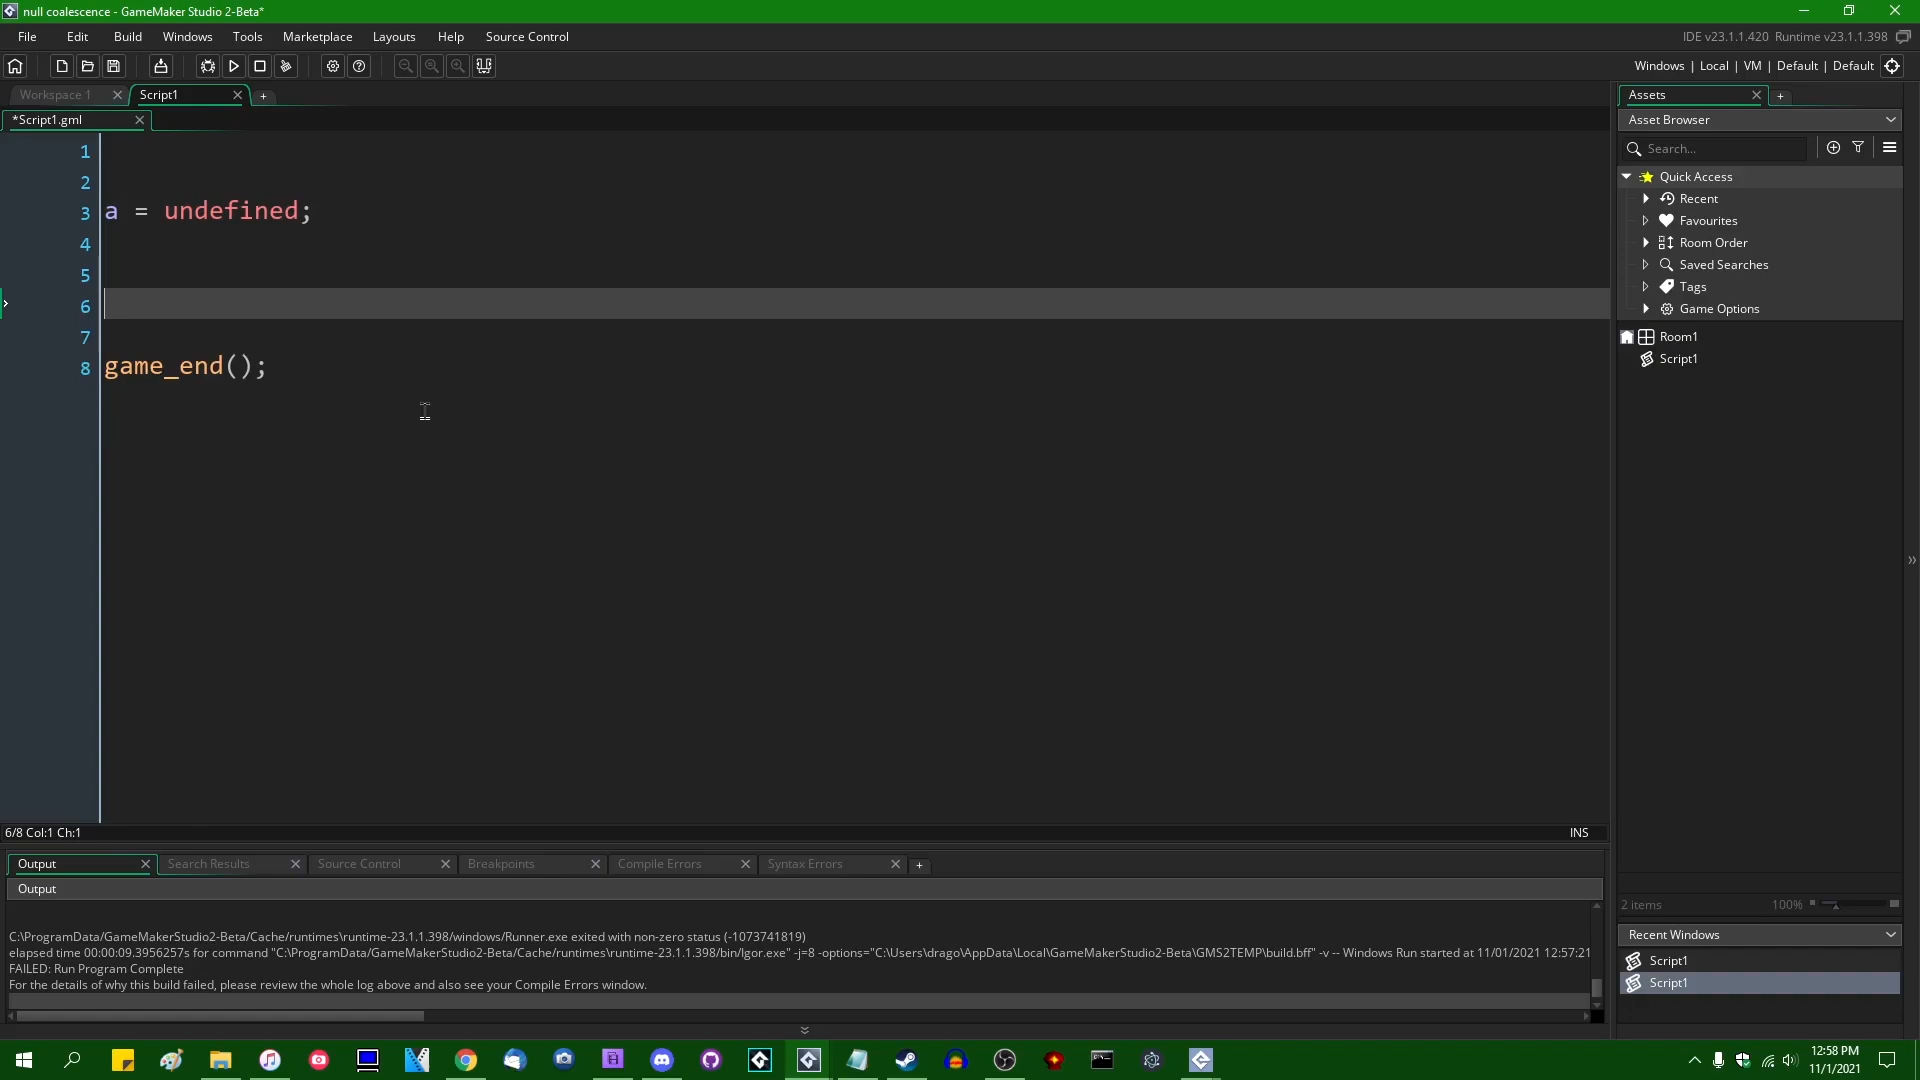 null coalescence - GameMaker Studio 2-Beta*
File Edit Build Windows Tools Marketplace Layouts Help Source Control
IDE v23.1.1.420 Runtime v23.1.1.398
Windows | Local | VM | Default | Default
Workspace 1
Script1
*Script1.gml
1
2
3 a = undefined;
4
5
6
7
8 game_end();
6/8 Col:1 Ch:1
INS
Output
Search Results
Source Control
Breakpoints
Compile Errors
Syntax Errors
+
Output
C:\ProgramData/GameMakerStudio2-Beta/Cache/runtimes\runtime-23.1.1.398/windows/Runner.exe exited with non-zero status (-1073741819)
elapsed time 00:00:09.3956257s for command "C:\ProgramData/GameMakerStudio2-Beta/Cache/runtimes\runtime-23.1.1.398/bin/Igor.exe" -j=8 -options="C:\Users\drago\AppData\Local\GameMakerStudio2-Beta\GMS2TEMP\build.bff" -v -- Windows Run started at 11/01/2021 12:57:21
FAILED: Run Program Complete
For the details of why this build failed, please review the whole log above and also see your Compile Errors window.
Assets
Asset Browser
Search...
Quick Access
Recent
Favourites
Room Order
Saved Searches
Tags
Game Options
Room1
Script1
2 items
100%
Recent Windows
Script1
Script1
12:58 PM
11/1/2021